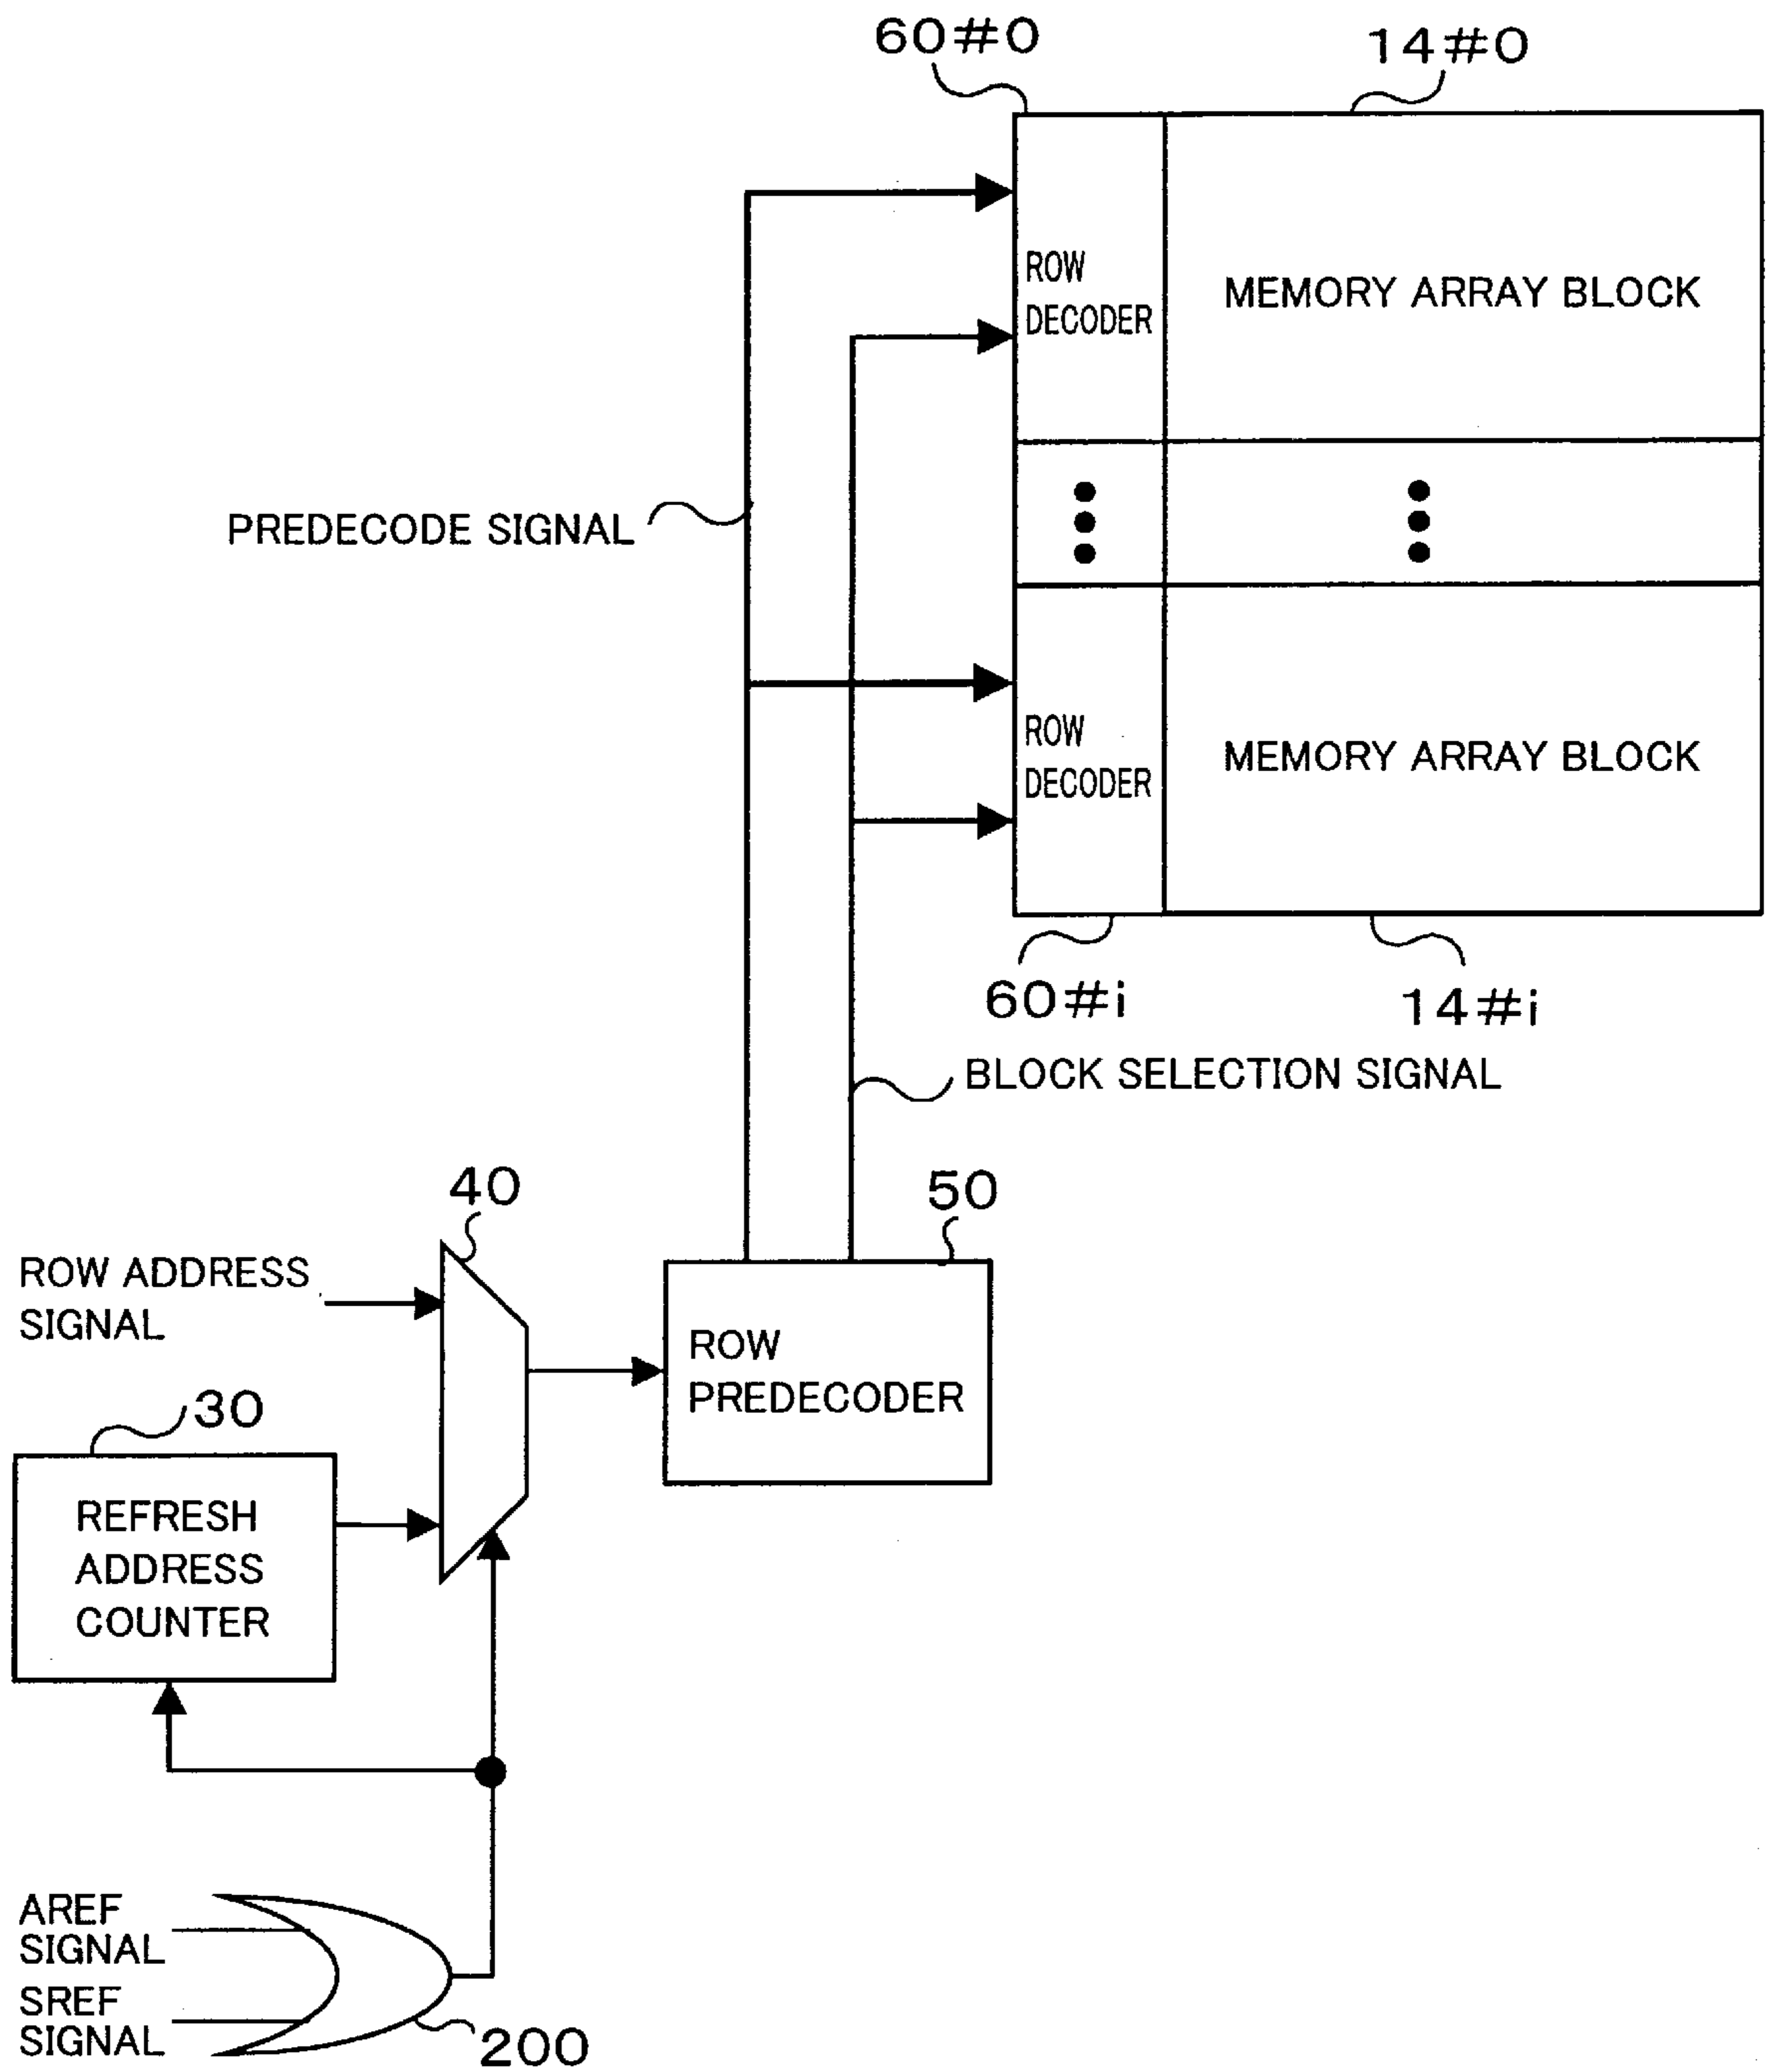 60#0
14#0
ROW
DECODER
MEMORY ARRAY BLOCK
PREDECODE SIGNAL
ROW
DECODER
MEMORY ARRAY BLOCK
60#i
14#i
BLOCK SELECTION SIGNAL
40
50
ROW ADDRESS
SIGNAL
ROW
PREDECODER
30
REFRESH
ADDRESS
COUNTER
AREF
SIGNAL
SREF
SIGNAL
200